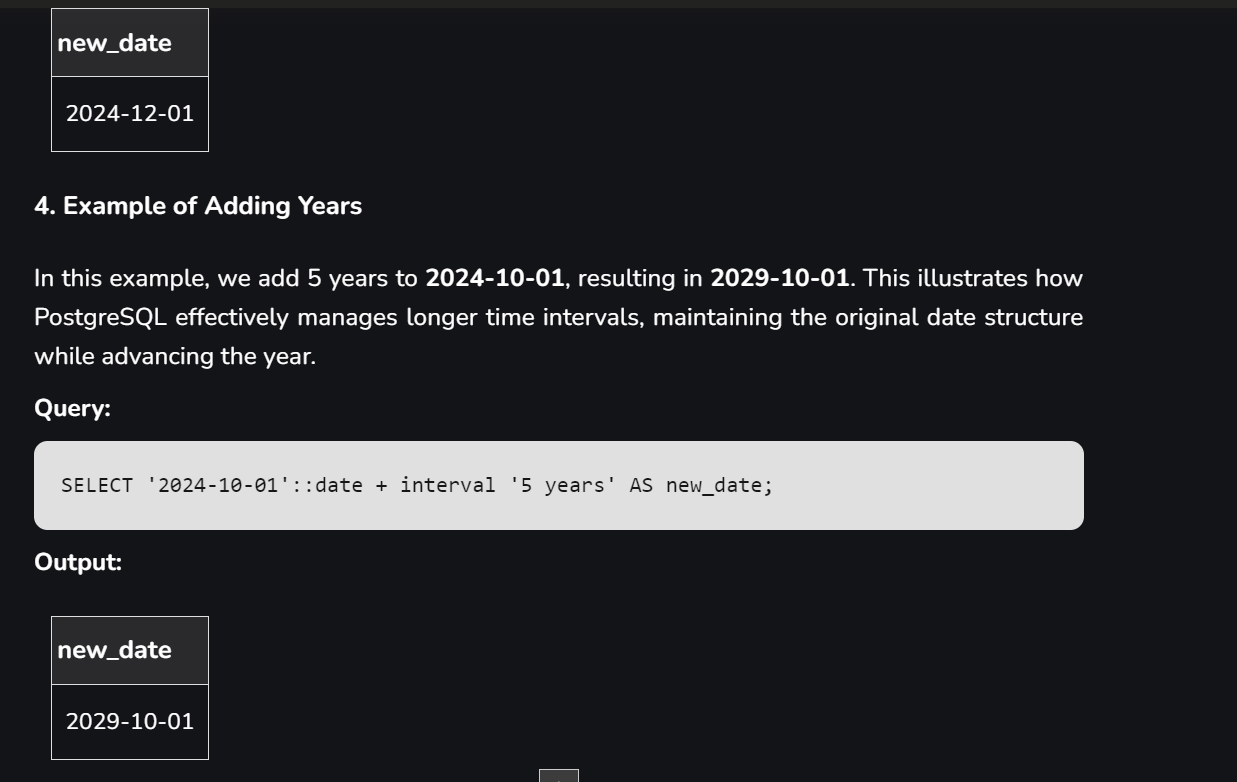 new_date
2024-12-01
4. Example of Adding Years
In this example, we add 5 years to 2024-10-01, resulting in 2029-10-01. This illustrates how
PostgreSQL effectively manages longer time intervals, maintaining the original date structure
while advancing the year.
Query:
SELECT '2024-10-01'::date + interval '5 years' AS new_date;
Output:
new_date
2029-10-01